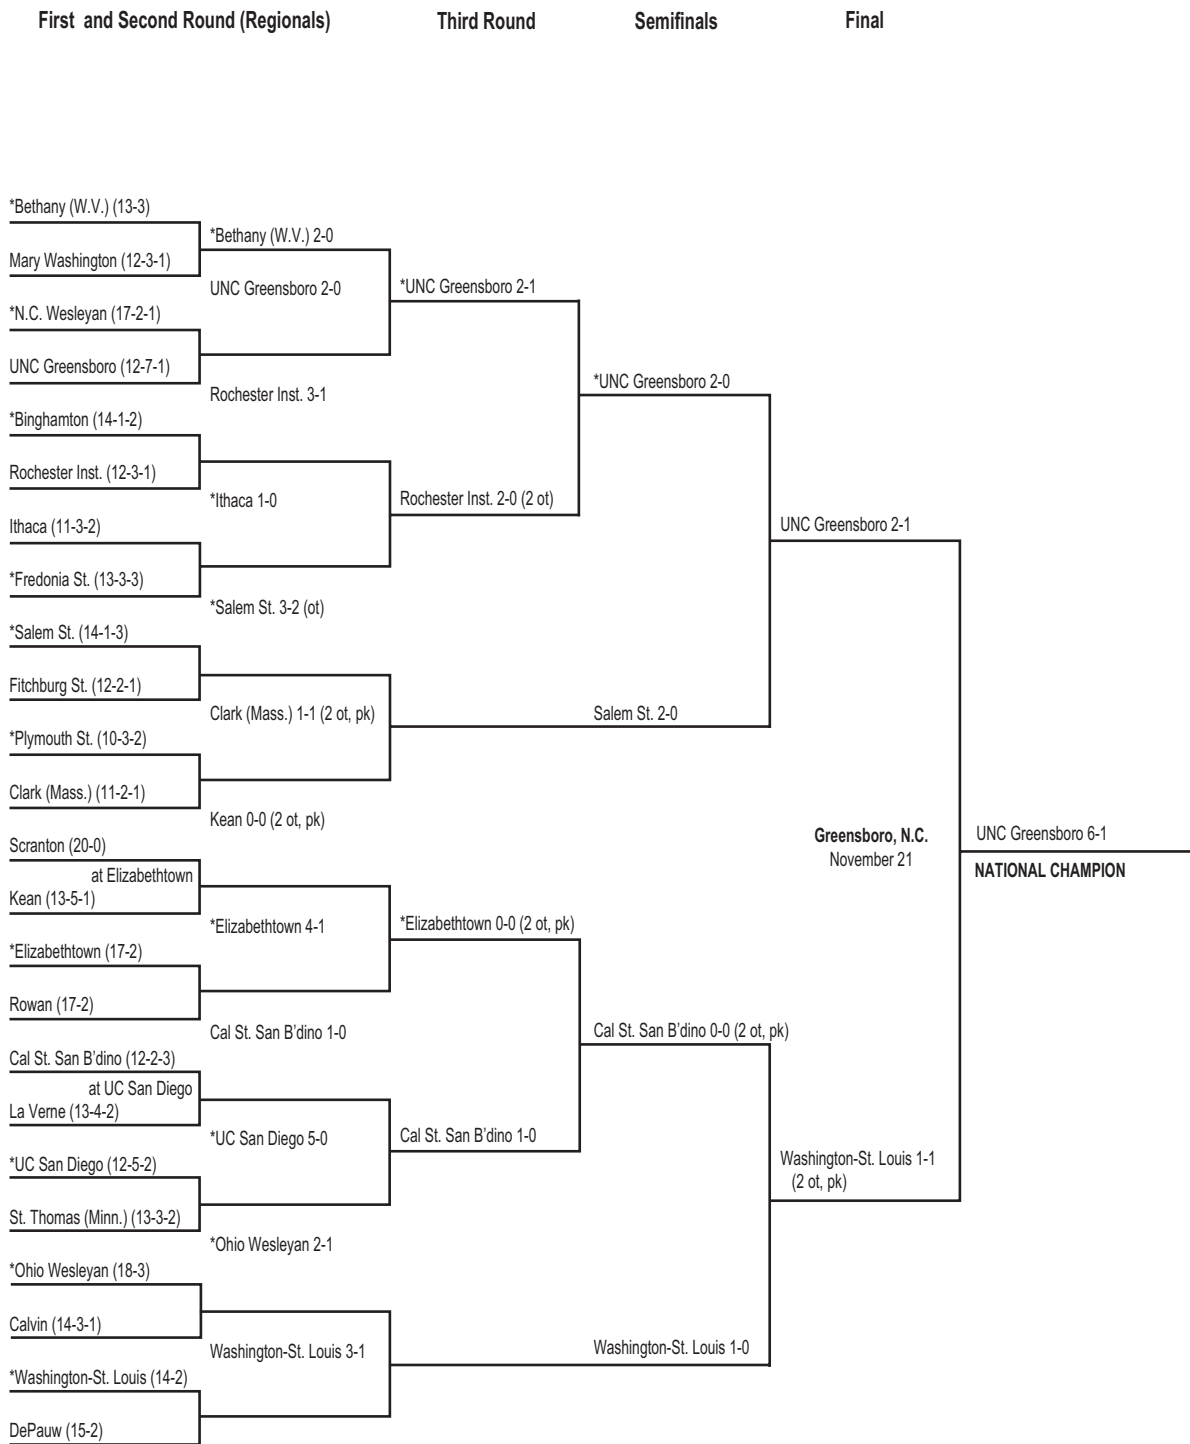 First and Second Round (Regionals)
Third Round
Semifinals
Final
*Bethany (W.V.) (13-3)
Mary Washington (12-3-1)
*N.C. Wesleyan (17-2-1)
UNC Greensboro (12-7-1)
*Binghamton (14-1-2)
Rochester Inst. (12-3-1)
Ithaca (11-3-2)
*Fredonia St. (13-3-3)
*Salem St. (14-1-3)
Fitchburg St. (12-2-1)
*Plymouth St. (10-3-2)
Clark (Mass.) (11-2-1)
Scranton (20-0)
at Elizabethtown
Kean (13-5-1)
*Elizabethtown (17-2)
Rowan (17-2)
Cal St. San B’dino (12-2-3)
at UC San Diego
La Verne (13-4-2)
*UC San Diego (12-5-2)
St. Thomas (Minn.) (13-3-2)
*Ohio Wesleyan (18-3)
Calvin (14-3-1)
*Washington-St. Louis (14-2)
DePauw (15-2)
*Bethany (W.V.) 2-0
UNC Greensboro 2-0
Rochester Inst. 3-1
*Ithaca 1-0
*Salem St. 3-2 (ot)
Clark (Mass.) 1-1 (2 ot, pk)
Kean 0-0 (2 ot, pk)
*Elizabethtown 4-1
Cal St. San B’dino 1-0
*UC San Diego 5-0
*Ohio Wesleyan 2-1
Washington-St. Louis 3-1
*UNC Greensboro 2-1
Rochester Inst. 2-0 (2 ot)
*Elizabethtown 0-0 (2 ot, pk)
Cal St. San B’dino 1-0
*UNC Greensboro 2-0
Salem St. 2-0
Cal St. San B’dino 0-0 (2 ot, pk)
Washington-St. Louis 1-0
UNC Greensboro 2-1
Washington-St. Louis 1-1
(2 ot, pk)
Greensboro, N.C.
November 21
UNC Greensboro 6-1
NATIONAL CHAMPION